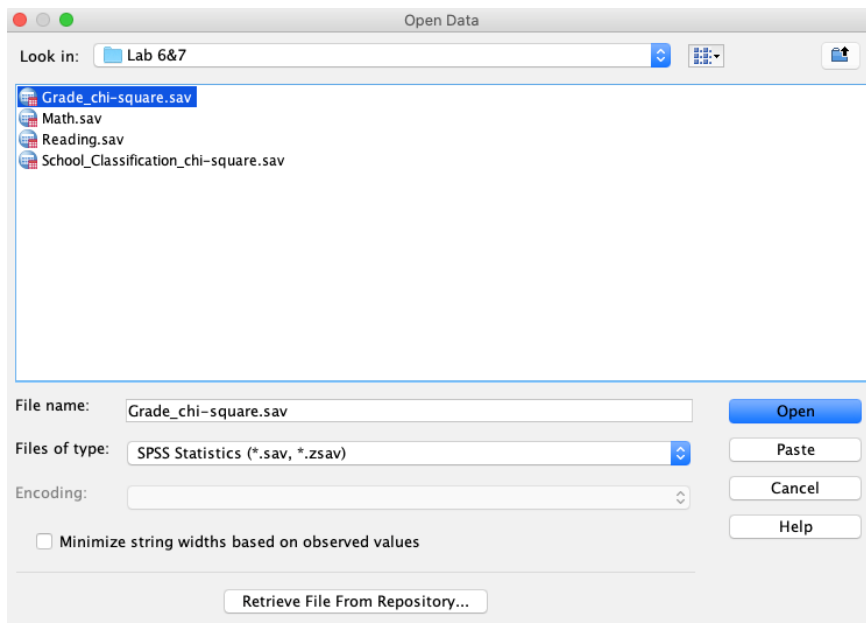 Open Data
Look in: Lab 6&7
Grade_chi-square.sav
Math.sav
Reading.sav
School_Classification_chi-square.sav
File name: Grade_chi-square.sav Open
Files of type: SPSS Statistics (*.sav, *.zsav) Paste
Encoding: Cancel
Help
Minimize string widths based on observed values
Retrieve File From Repository...